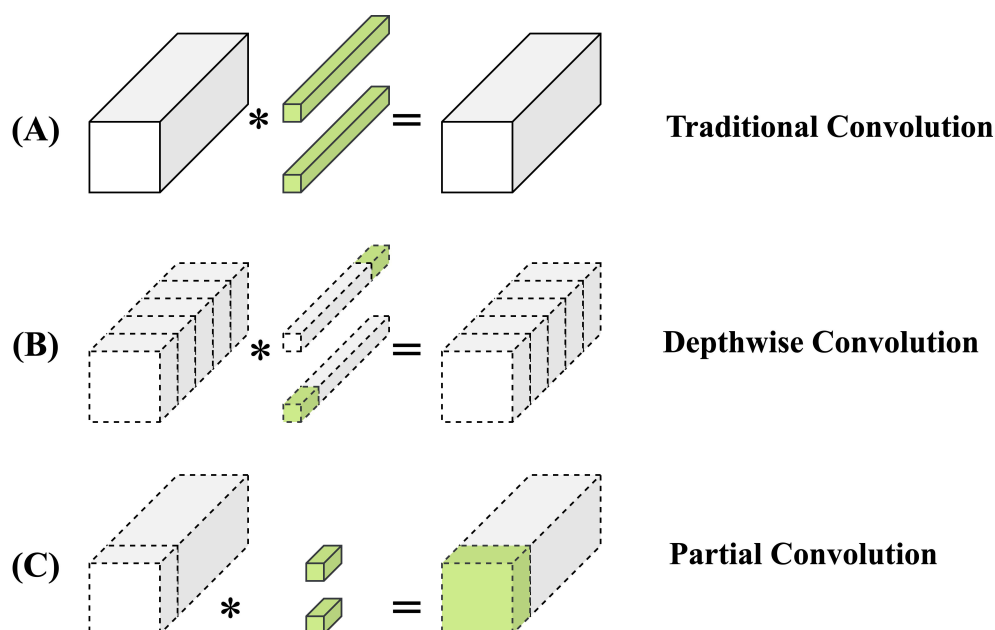 (A) * = Traditional Convolution
(B) * = Depthwise Convolution
(C) * = Partial Convolution